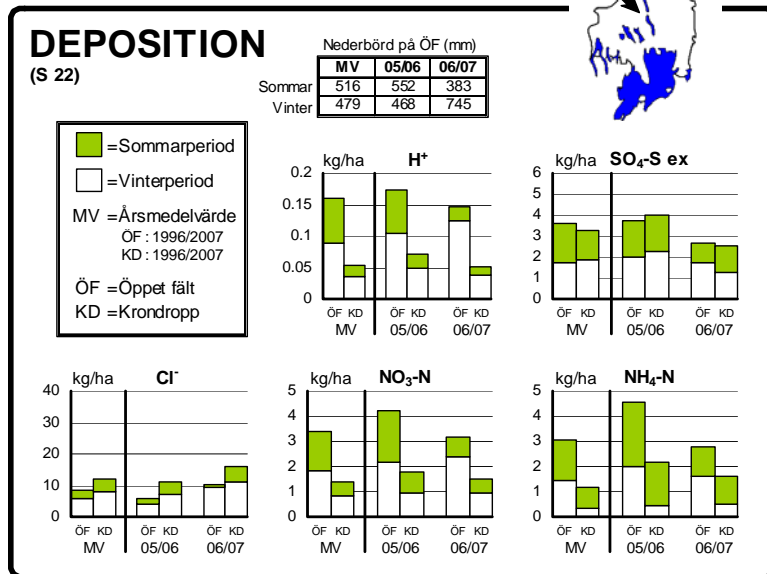 DEPOSITION
(S 22)
Nederbörd på ÖF (mm)
MV 05/06 06/07
Sommar 516 552 383
Vinter 479 468 745
=Sommarperiod
=Vinterperiod
MV =Årsmedelvärde
ÖF : 1996/2007
KD : 1996/2007
ÖF =Öppet fält
KD =Krondropp
kg/ha H⁺
0.2
0.15
0.1
0.05
0
ÖF KD ÖF KD ÖF KD
MV 05/06 06/07
kg/ha SO₄-S ex
6
5
4
3
2
1
0
ÖF KD ÖF KD ÖF KD
MV 05/06 06/07
kg/ha Cl⁻
40
30
20
10
0
ÖF KD ÖF KD ÖF KD
MV 05/06 06/07
kg/ha NO₃-N
5
4
3
2
1
0
ÖF KD ÖF KD ÖF KD
MV 05/06 06/07
kg/ha NH₄-N
5
4
3
2
1
0
ÖF KD ÖF KD ÖF KD
MV 05/06 06/07